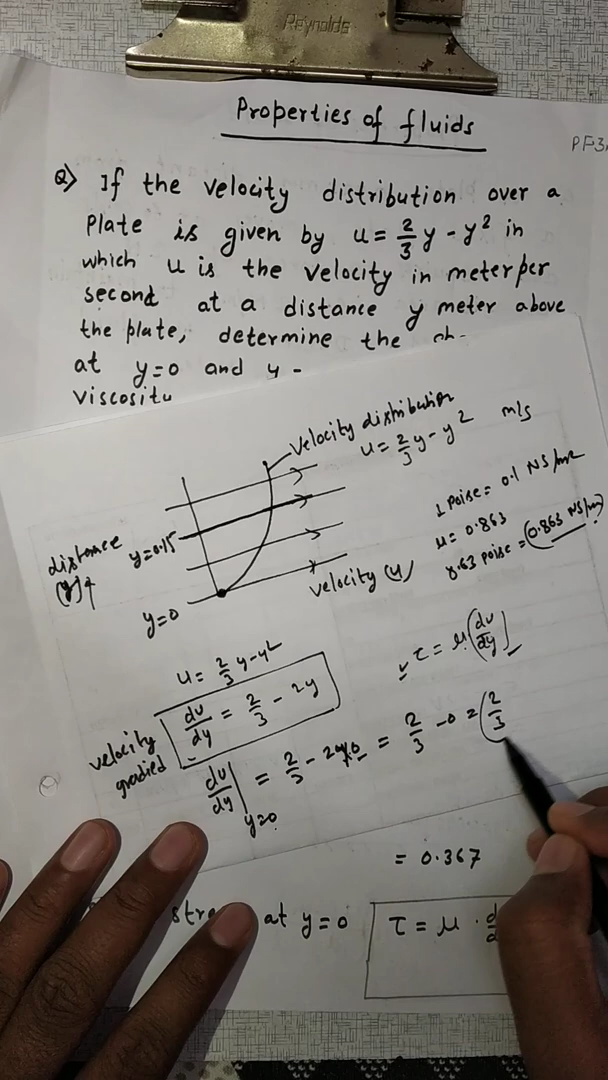 Reynolds
Properties of fluids
Q) If the velocity distribution over a
plate is given by u = 2/3 y - y² in
which u is the velocity in meter per
second at a distance y meter above
the plate, determine the
at y=0 and y -
velocity distribution
u = 2/3 y - y² m/s
1 poise = 0.1 NS/m²
μ = 0.863
8.63 poise = (0.863 NS/m²)
distance
(y)↑
y=0.15
y=0
velocity (u)
u = 2/3 y - y²
τ = μ (du/dy)
velocity
du/dy = 2/3 - 2y
du/dy | y=0 = 2/3 - 2×0 = 2/3 - 0 = (2/3
= 0.367
at y=0 τ = μ ·